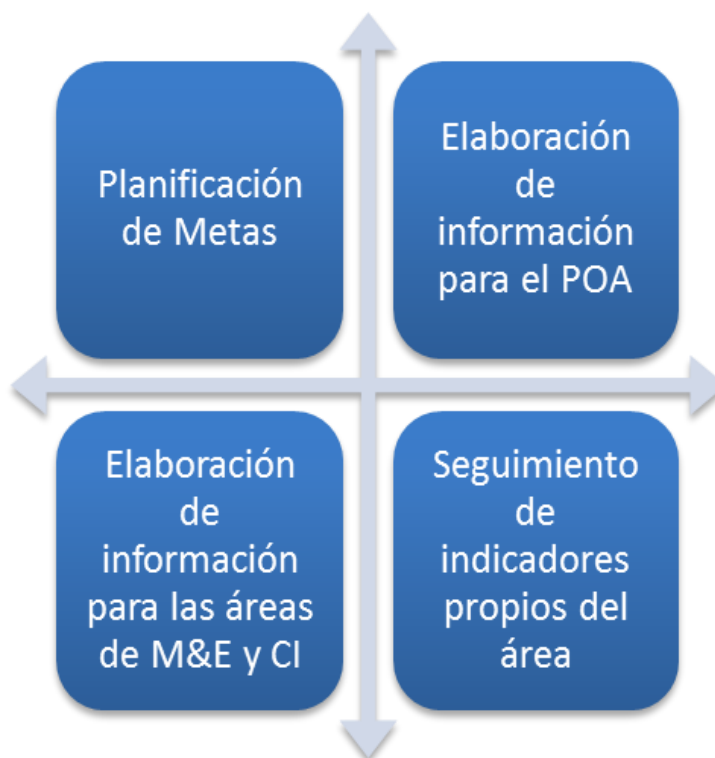 Planificación
de Metas
Elaboración
de
información
para el POA
Elaboración
de
información
para las áreas
de M&E y CI
Seguimiento
de
indicadores
propios del
área